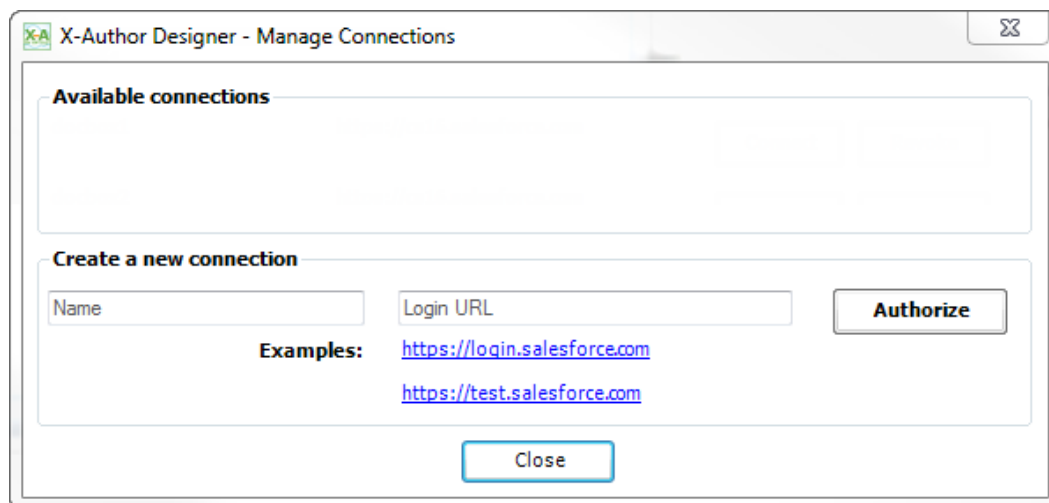 X-A X-Author Designer - Manage Connections
Available connections
Create a new connection
Name Login URL Authorize
Examples: https://login.salesforce.com
https://test.salesforce.com
Close